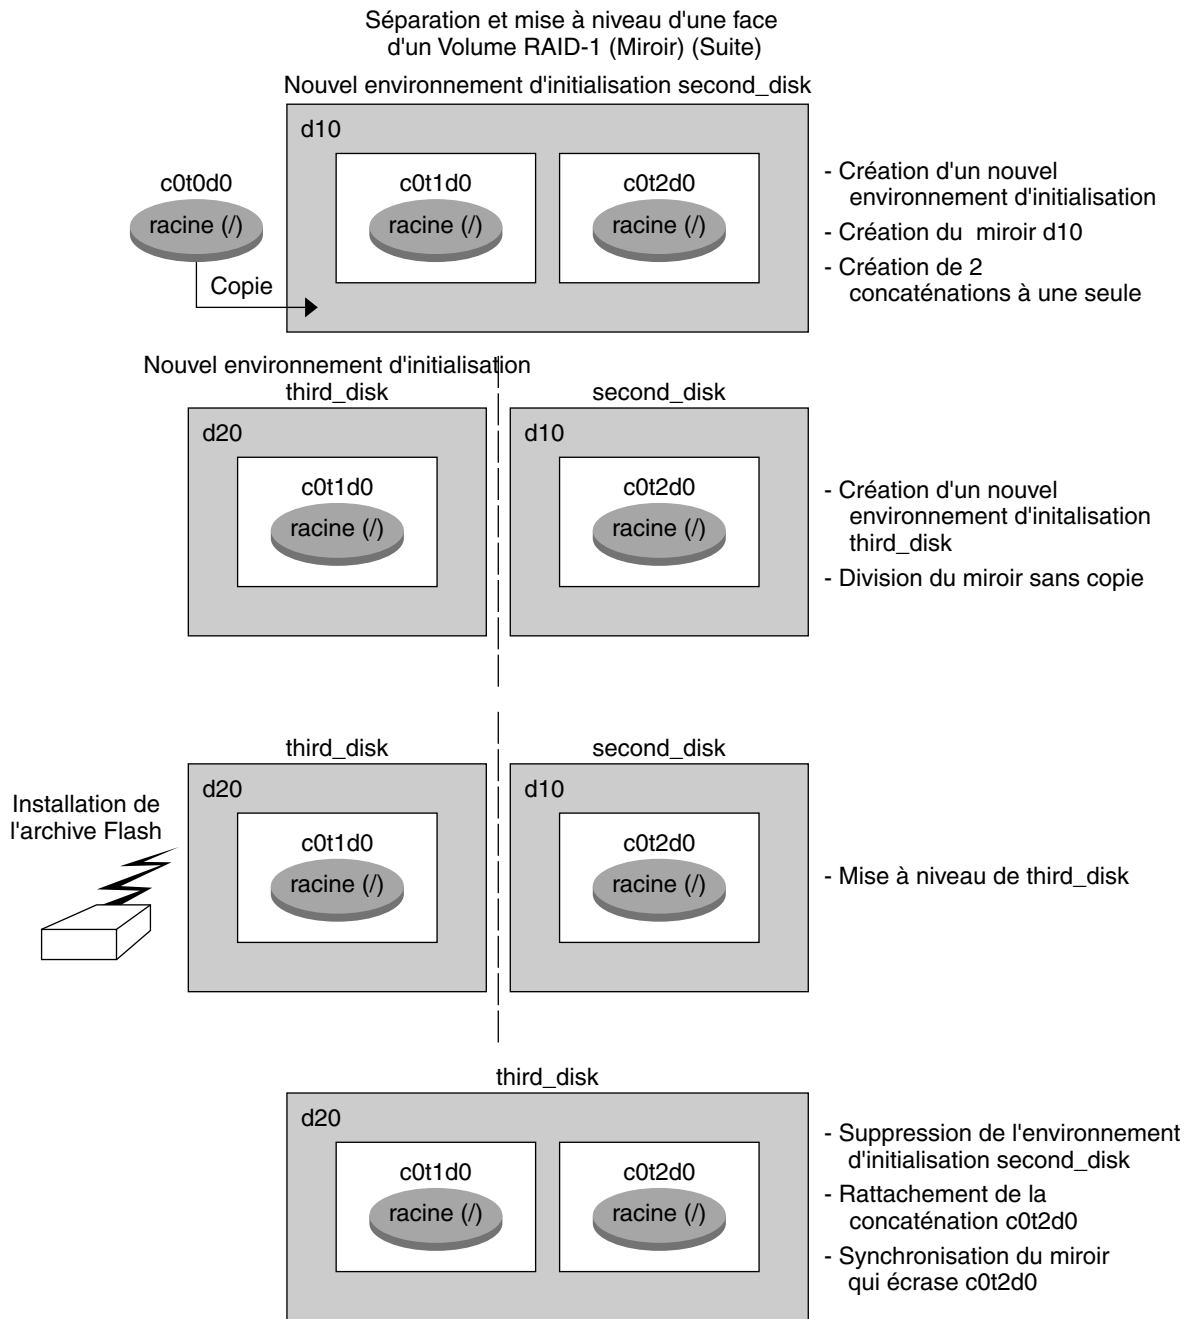 Séparation et mise à niveau d'une face
d'un Volume RAID-1 (Miroir) (Suite)
Nouvel environnement d'initialisation second_disk
d10
c0t0d0
racine (/)
Copie
c0t1d0
racine (/)
c0t2d0
racine (/)
- Création d'un nouvel
environnement d'initialisation
- Création du miroir d10
- Création de 2
concaténations à une seule
Nouvel environnement d'initialisation
third_disk
second_disk
d20
c0t1d0
racine (/)
d10
c0t2d0
racine (/)
- Création d'un nouvel
environnement d'initalisation
third_disk
- Division du miroir sans copie
third_disk
second_disk
Installation de
l'archive Flash
d20
c0t1d0
racine (/)
d10
c0t2d0
racine (/)
- Mise à niveau de third_disk
third_disk
d20
c0t1d0
racine (/)
c0t2d0
racine (/)
- Suppression de l'environnement
d'initialisation second_disk
- Rattachement de la
concaténation c0t2d0
- Synchronisation du miroir
qui écrase c0t2d0